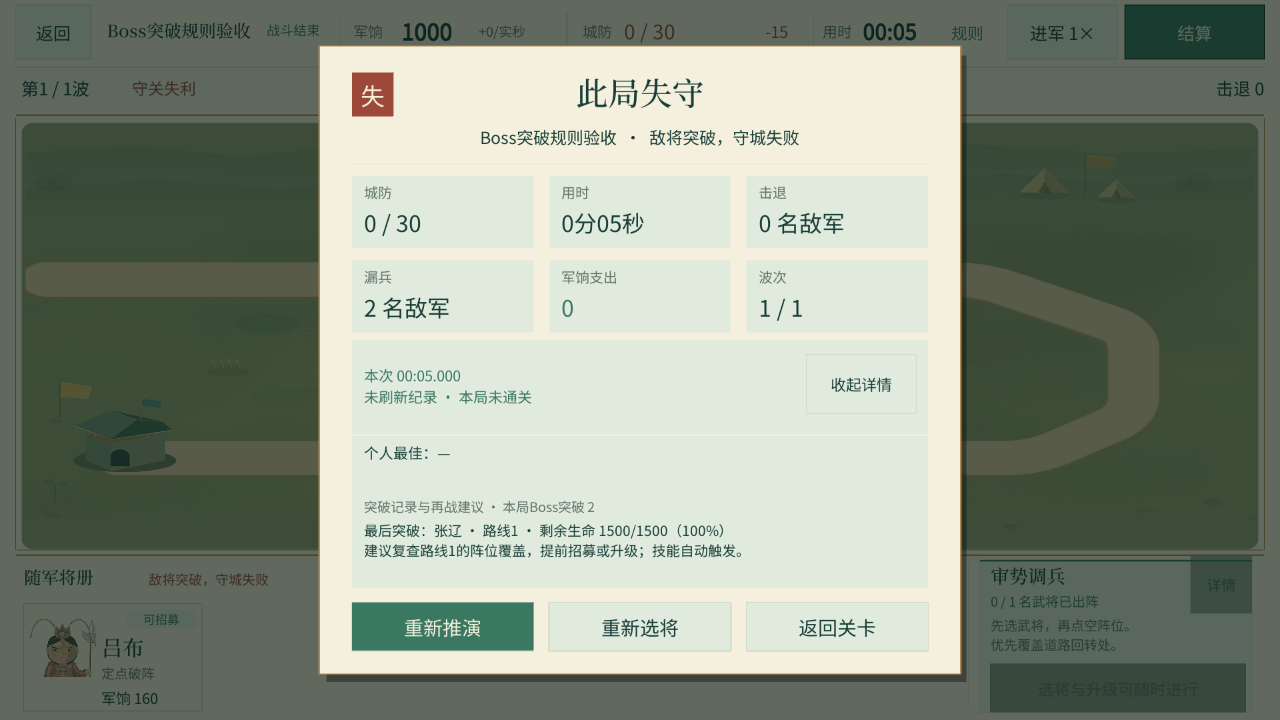 返回
Boss突破规则验收
战斗结束
军饷 1000 +0/实秒
城防 0 / 30 -15
用时 00:05
规则
进军 1×
结算
第1 / 1波
守关失利
击退 0
失
此局失守
Boss突破规则验收 · 敌将突破，守城失败
城防
0 / 30
用时
0分05秒
击退
0 名敌军
漏兵
2 名敌军
军饷支出
0
波次
1 / 1
本次 00:05.000
未刷新纪录 · 本局未通关
收起详情
个人最佳：—
突破记录与再战建议 · 本局Boss突破 2
最后突破：张辽 · 路线1 · 剩余生命 1500/1500（100%）
建议复查路线1的阵位覆盖，提前招募或升级；技能自动触发。
重新推演
重新选将
返回关卡
随军将册
敌将突破，守城失败
可招募
吕布
定点破阵
军饷 160
审势调兵
详情
0 / 1 名武将已出阵
先选武将，再点空阵位。
优先覆盖道路回转处。
选将与升级可随时进行